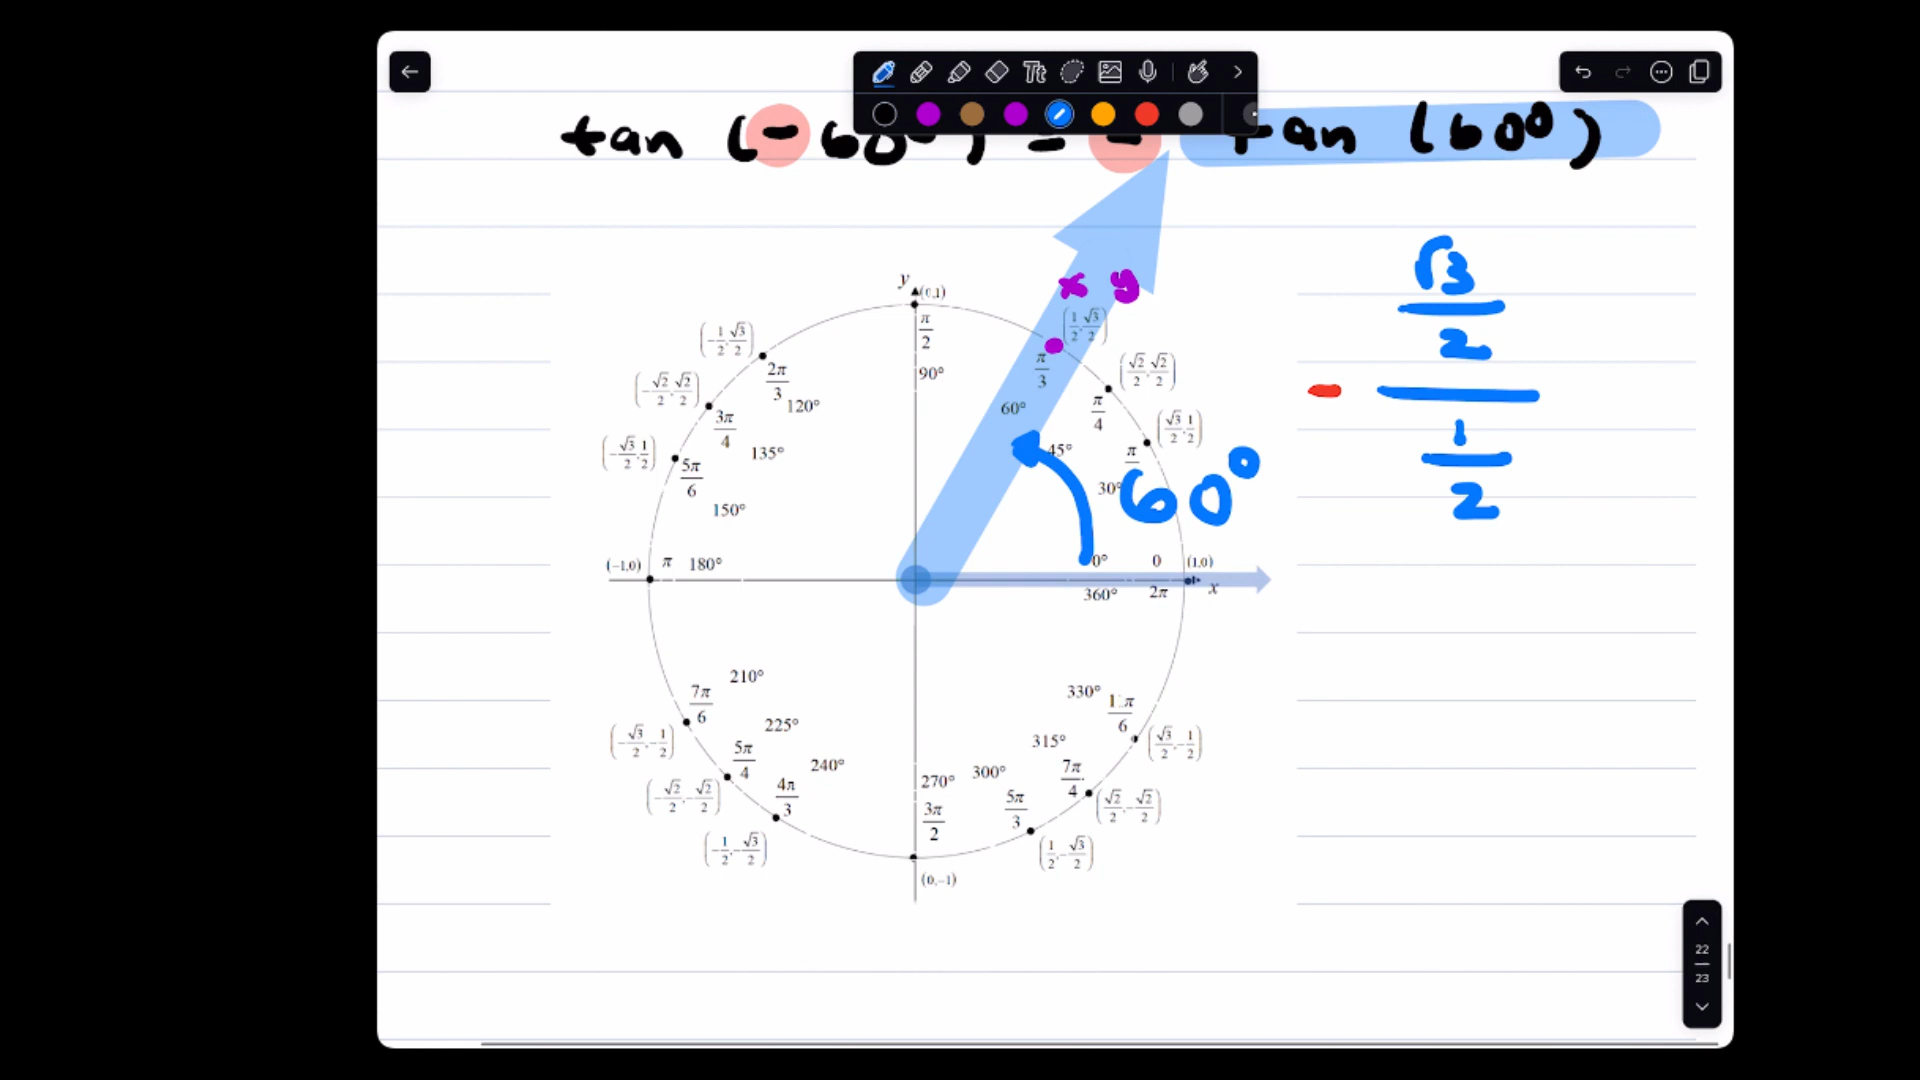 Tt
tan (-60°) = - tan (60°)
y
(0,1)
x y
π/2
90°
(1/2, √3/2)
π/3
60°
(√2/2, √2/2)
π/4
45°
(√3/2, 1/2)
π
30°
60°
0° 0 (1,0)
360° 2π x
(-1/2, √3/2)
2π/3
120°
(-√2/2, √2/2)
3π/4
135°
(-√3/2, 1/2)
5π/6
150°
(-1,0) π 180°
210°
7π/6
(-√3/2, -1/2)
225°
5π/4
(-√2/2, -√2/2)
240°
4π/3
(-1/2, -√3/2)
270°
3π/2
(0,-1)
300°
5π/3
(1/2, -√3/2)
315°
7π/4
(√2/2, -√2/2)
330°
11π/6
(√3/2, -1/2)
√3
2
-
1
2
22
23